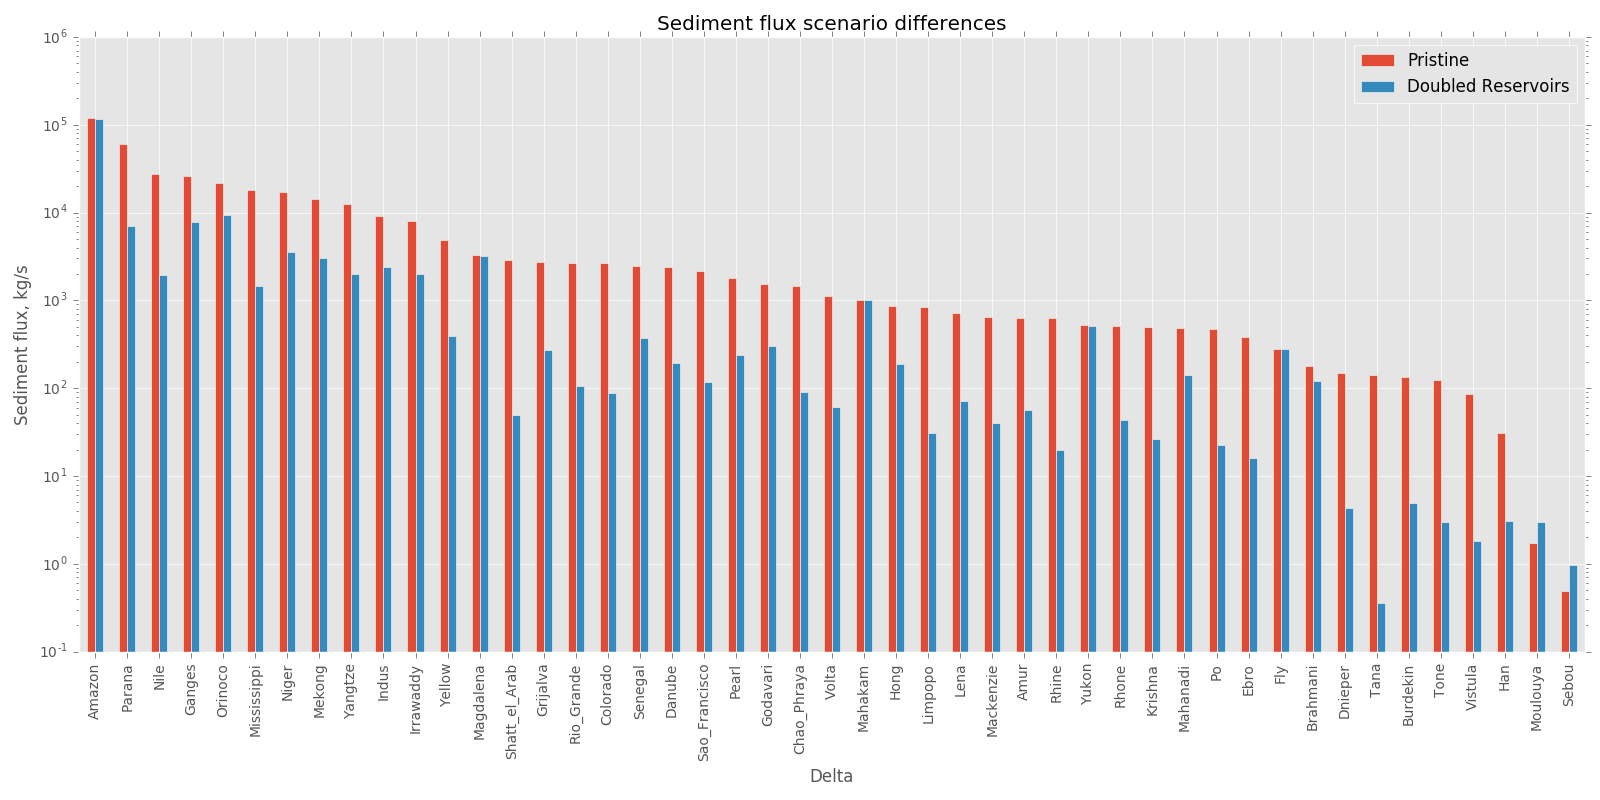 Sediment flux scenario differences
Pristine
Doubled Reservoirs
Sediment flux, kg/s
10^6
10^5
10^4
10^3
10^2
10^1
10^0
10^-1
Amazon
Parana
Nile
Ganges
Orinoco
Mississippi
Niger
Mekong
Yangtze
Indus
Irrawaddy
Yellow
Magdalena
Shatt_el_Arab
Grijalva
Rio_Grande
Colorado
Senegal
Danube
Sao_Francisco
Pearl
Godavari
Chao_Phraya
Volta
Mahakam
Hong
Limpopo
Lena
Mackenzie
Amur
Rhine
Yukon
Rhone
Krishna
Mahanadi
Po
Ebro
Fly
Brahmani
Dnieper
Tana
Burdekin
Tone
Vistula
Han
Moulouya
Sebou
Delta